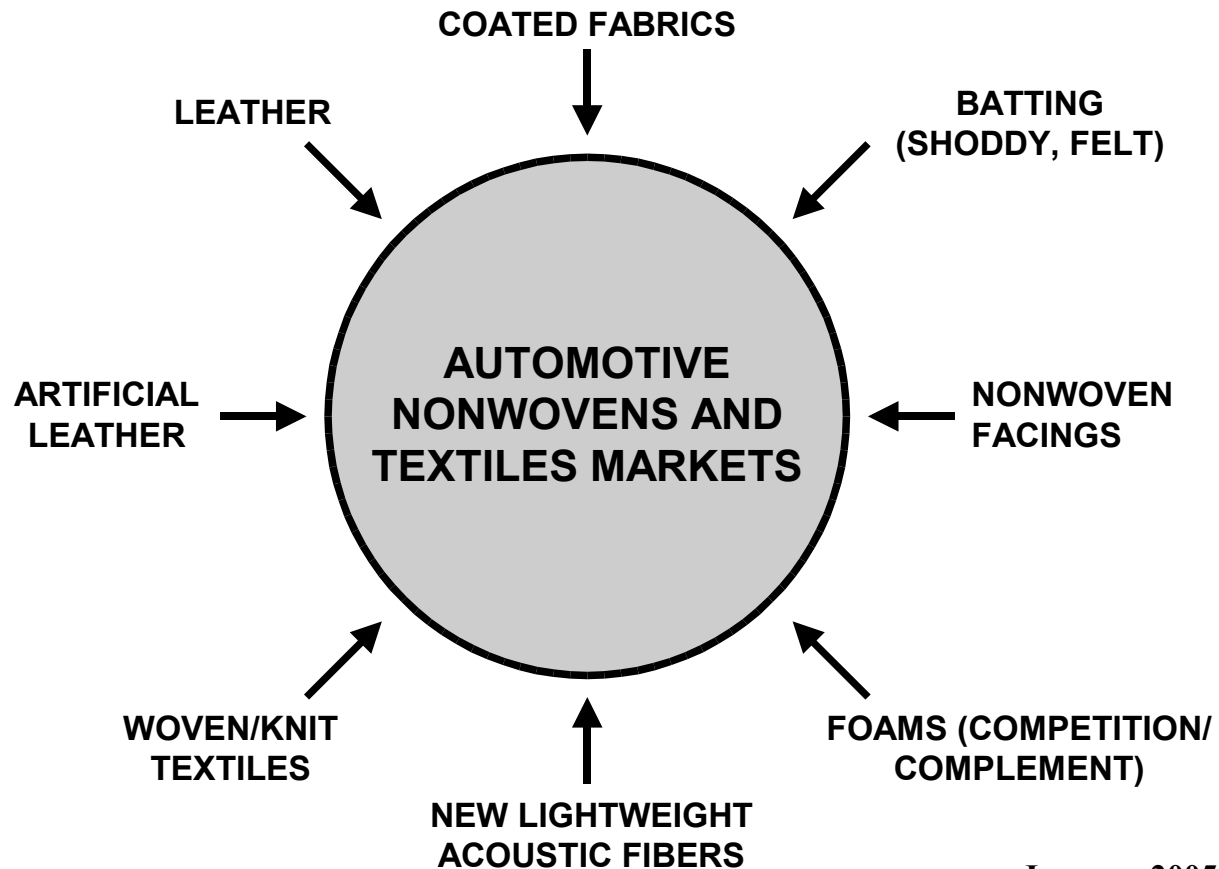 COATED FABRICS
LEATHER
BATTING
(SHODDY, FELT)
AUTOMOTIVE
NONWOVENS AND
TEXTILES MARKETS
ARTIFICIAL
LEATHER
NONWOVEN
FACINGS
WOVEN/KNIT
TEXTILES
FOAMS (COMPETITION/
COMPLEMENT)
NEW LIGHTWEIGHT
ACOUSTIC FIBERS